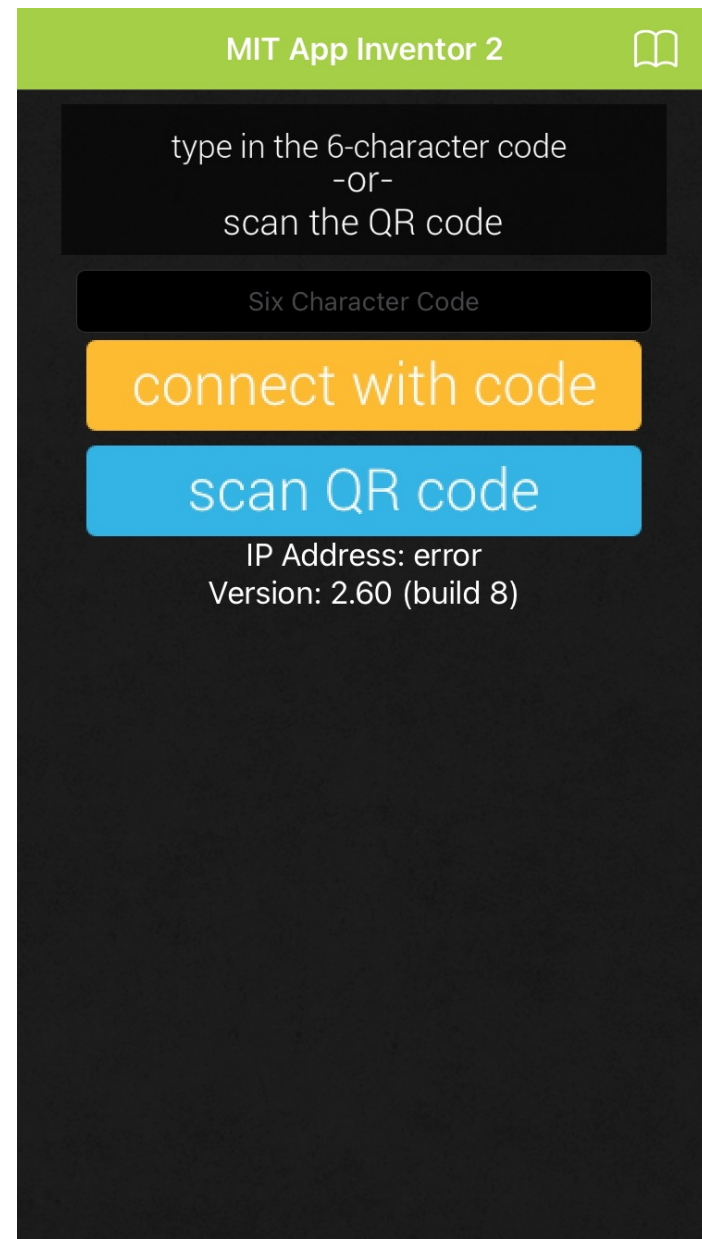 MIT App Inventor 2
type in the 6-character code
-or-
scan the QR code
Six Character Code
connect with code
scan QR code
IP Address: error
Version: 2.60 (build 8)